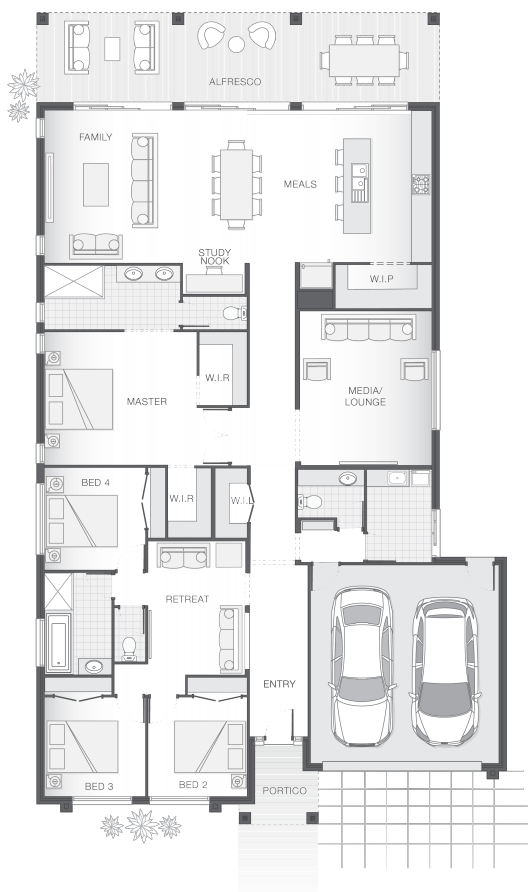 ALFRESCO
FAMILY
MEALS
STUDY
NOOK
W.I.P
W.I.R
MEDIA/
LOUNGE
MASTER
BED 4
W.I.R
W.I.L
RETREAT
ENTRY
BED 3
BED 2
PORTICO